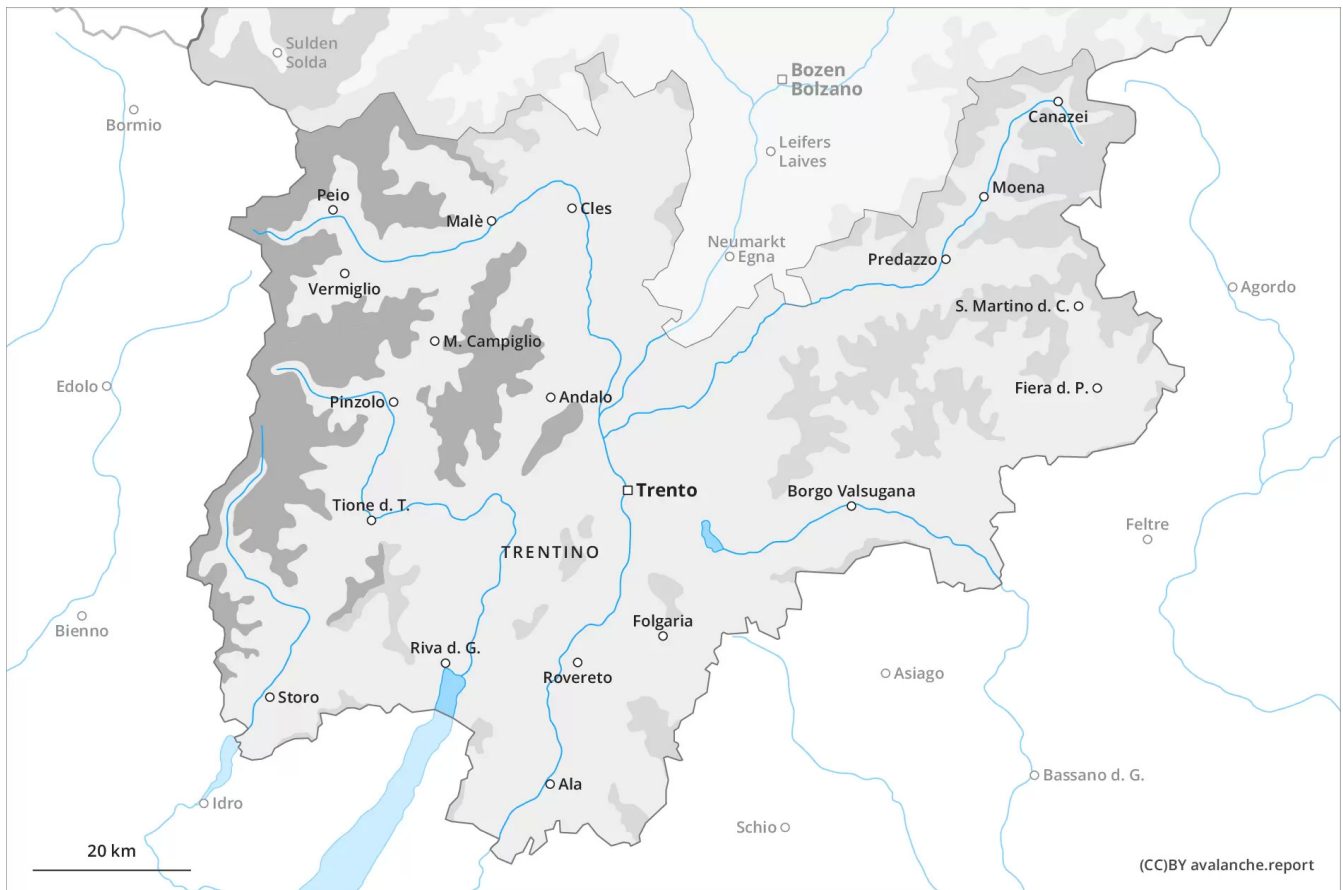 Sulden
Solda
Bozen
Bolzano
Bormio
Canazei
Leifers
Laives
Moena
Peio
Malè
Cles
Neumarkt
Egna
Predazzo
Vermiglio
Agordo
S. Martino d. C.
M. Campiglio
Edolo
Fiera d. P.
Pinzolo
Andalo
Trento
Borgo Valsugana
Tione d. T.
Feltre
TRENTINO
Bienno
Folgaria
Riva d. G.
Rovereto
Asiago
Storo
Bassano d. G.
Ala
Idro
Schio
20 km
(CC)BY avalanche.report